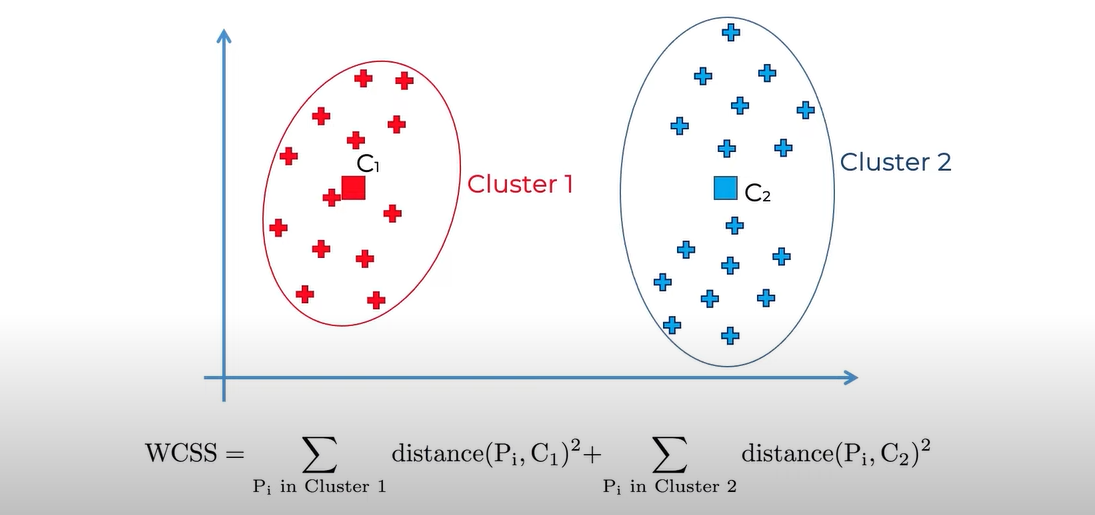 C₁
Cluster 1
Cluster 2
C₂
WCSS = ∑ distance(Pᵢ, C₁)² + ∑ distance(Pᵢ, C₂)²
Pᵢ in Cluster 1 Pᵢ in Cluster 2